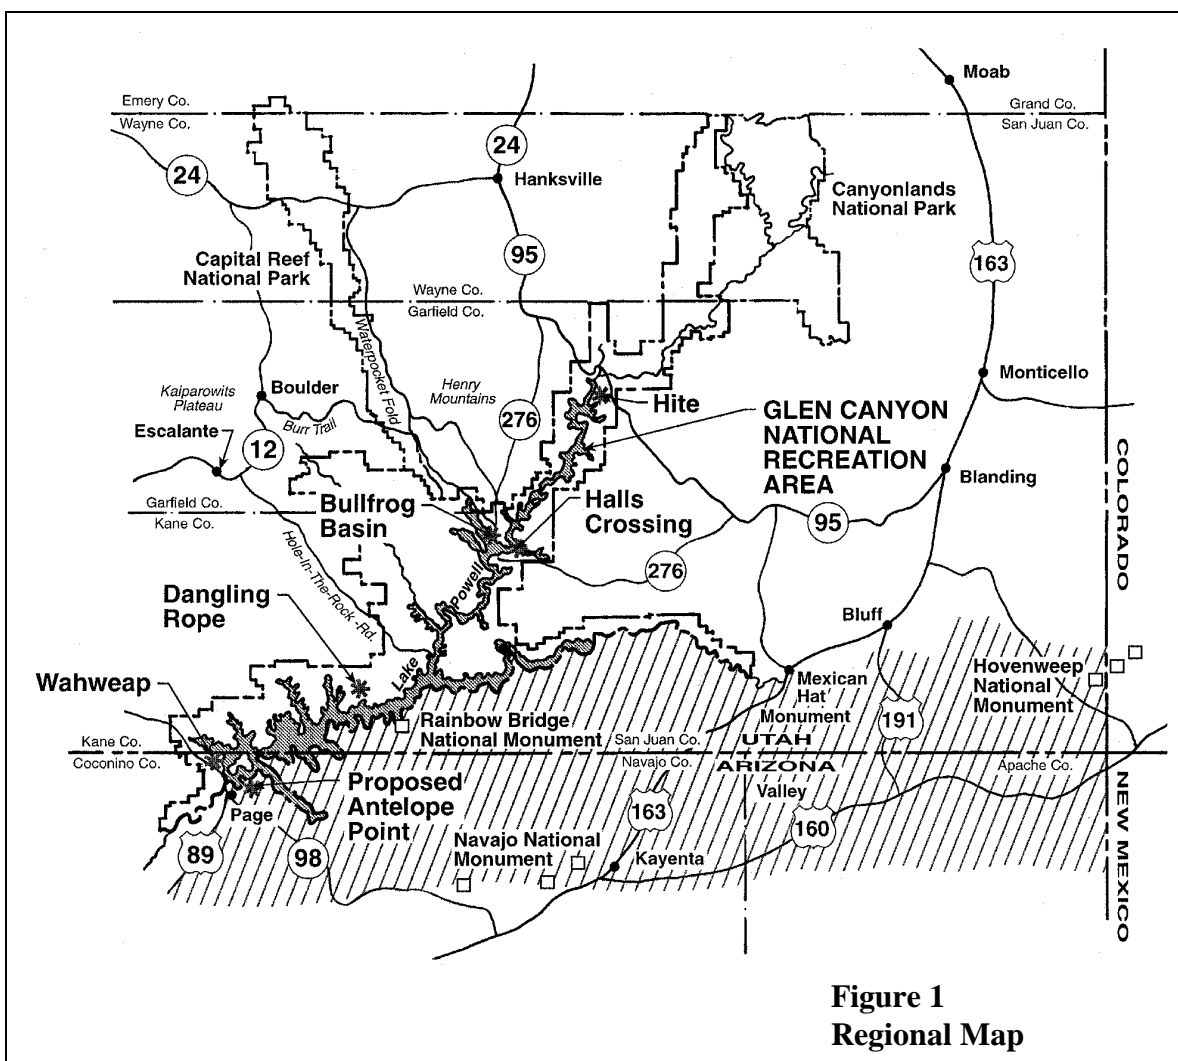 Moab
Emery Co.
Wayne Co.
Grand Co.
San Juan Co.
24
24
Hanksville
Canyonlands
National Park
95
163
Capital Reef
National Park
Wayne Co.
Garfield Co.
Waterpocket Fold
Henry
Mountains
Kaiparowits
Plateau
Boulder
Monticello
Burr Trail
276
Hite
GLEN CANYON
NATIONAL
RECREATION
AREA
Escalante
12
Blanding
COLORADO
Garfield Co.
Kane Co.
Bullfrog
Basin
Halls
Crossing
95
276
Hole-In-The-Rock-Rd.
Powell
Dangling
Rope
Bluff
Lake
Wahweap
Mexican
Hat
Monument
Hovenweep
National
Monument
191
Rainbow Bridge
National Monument
Kane Co.
Coconino Co.
San Juan Co.
Navajo Co.
UTAH
ARIZONA
Apache Co.
Valley
NEW MEXICO
Proposed
Antelope
Point
Page
163
160
89
98
Navajo National
Monument
Kayenta
Figure 1
Regional Map